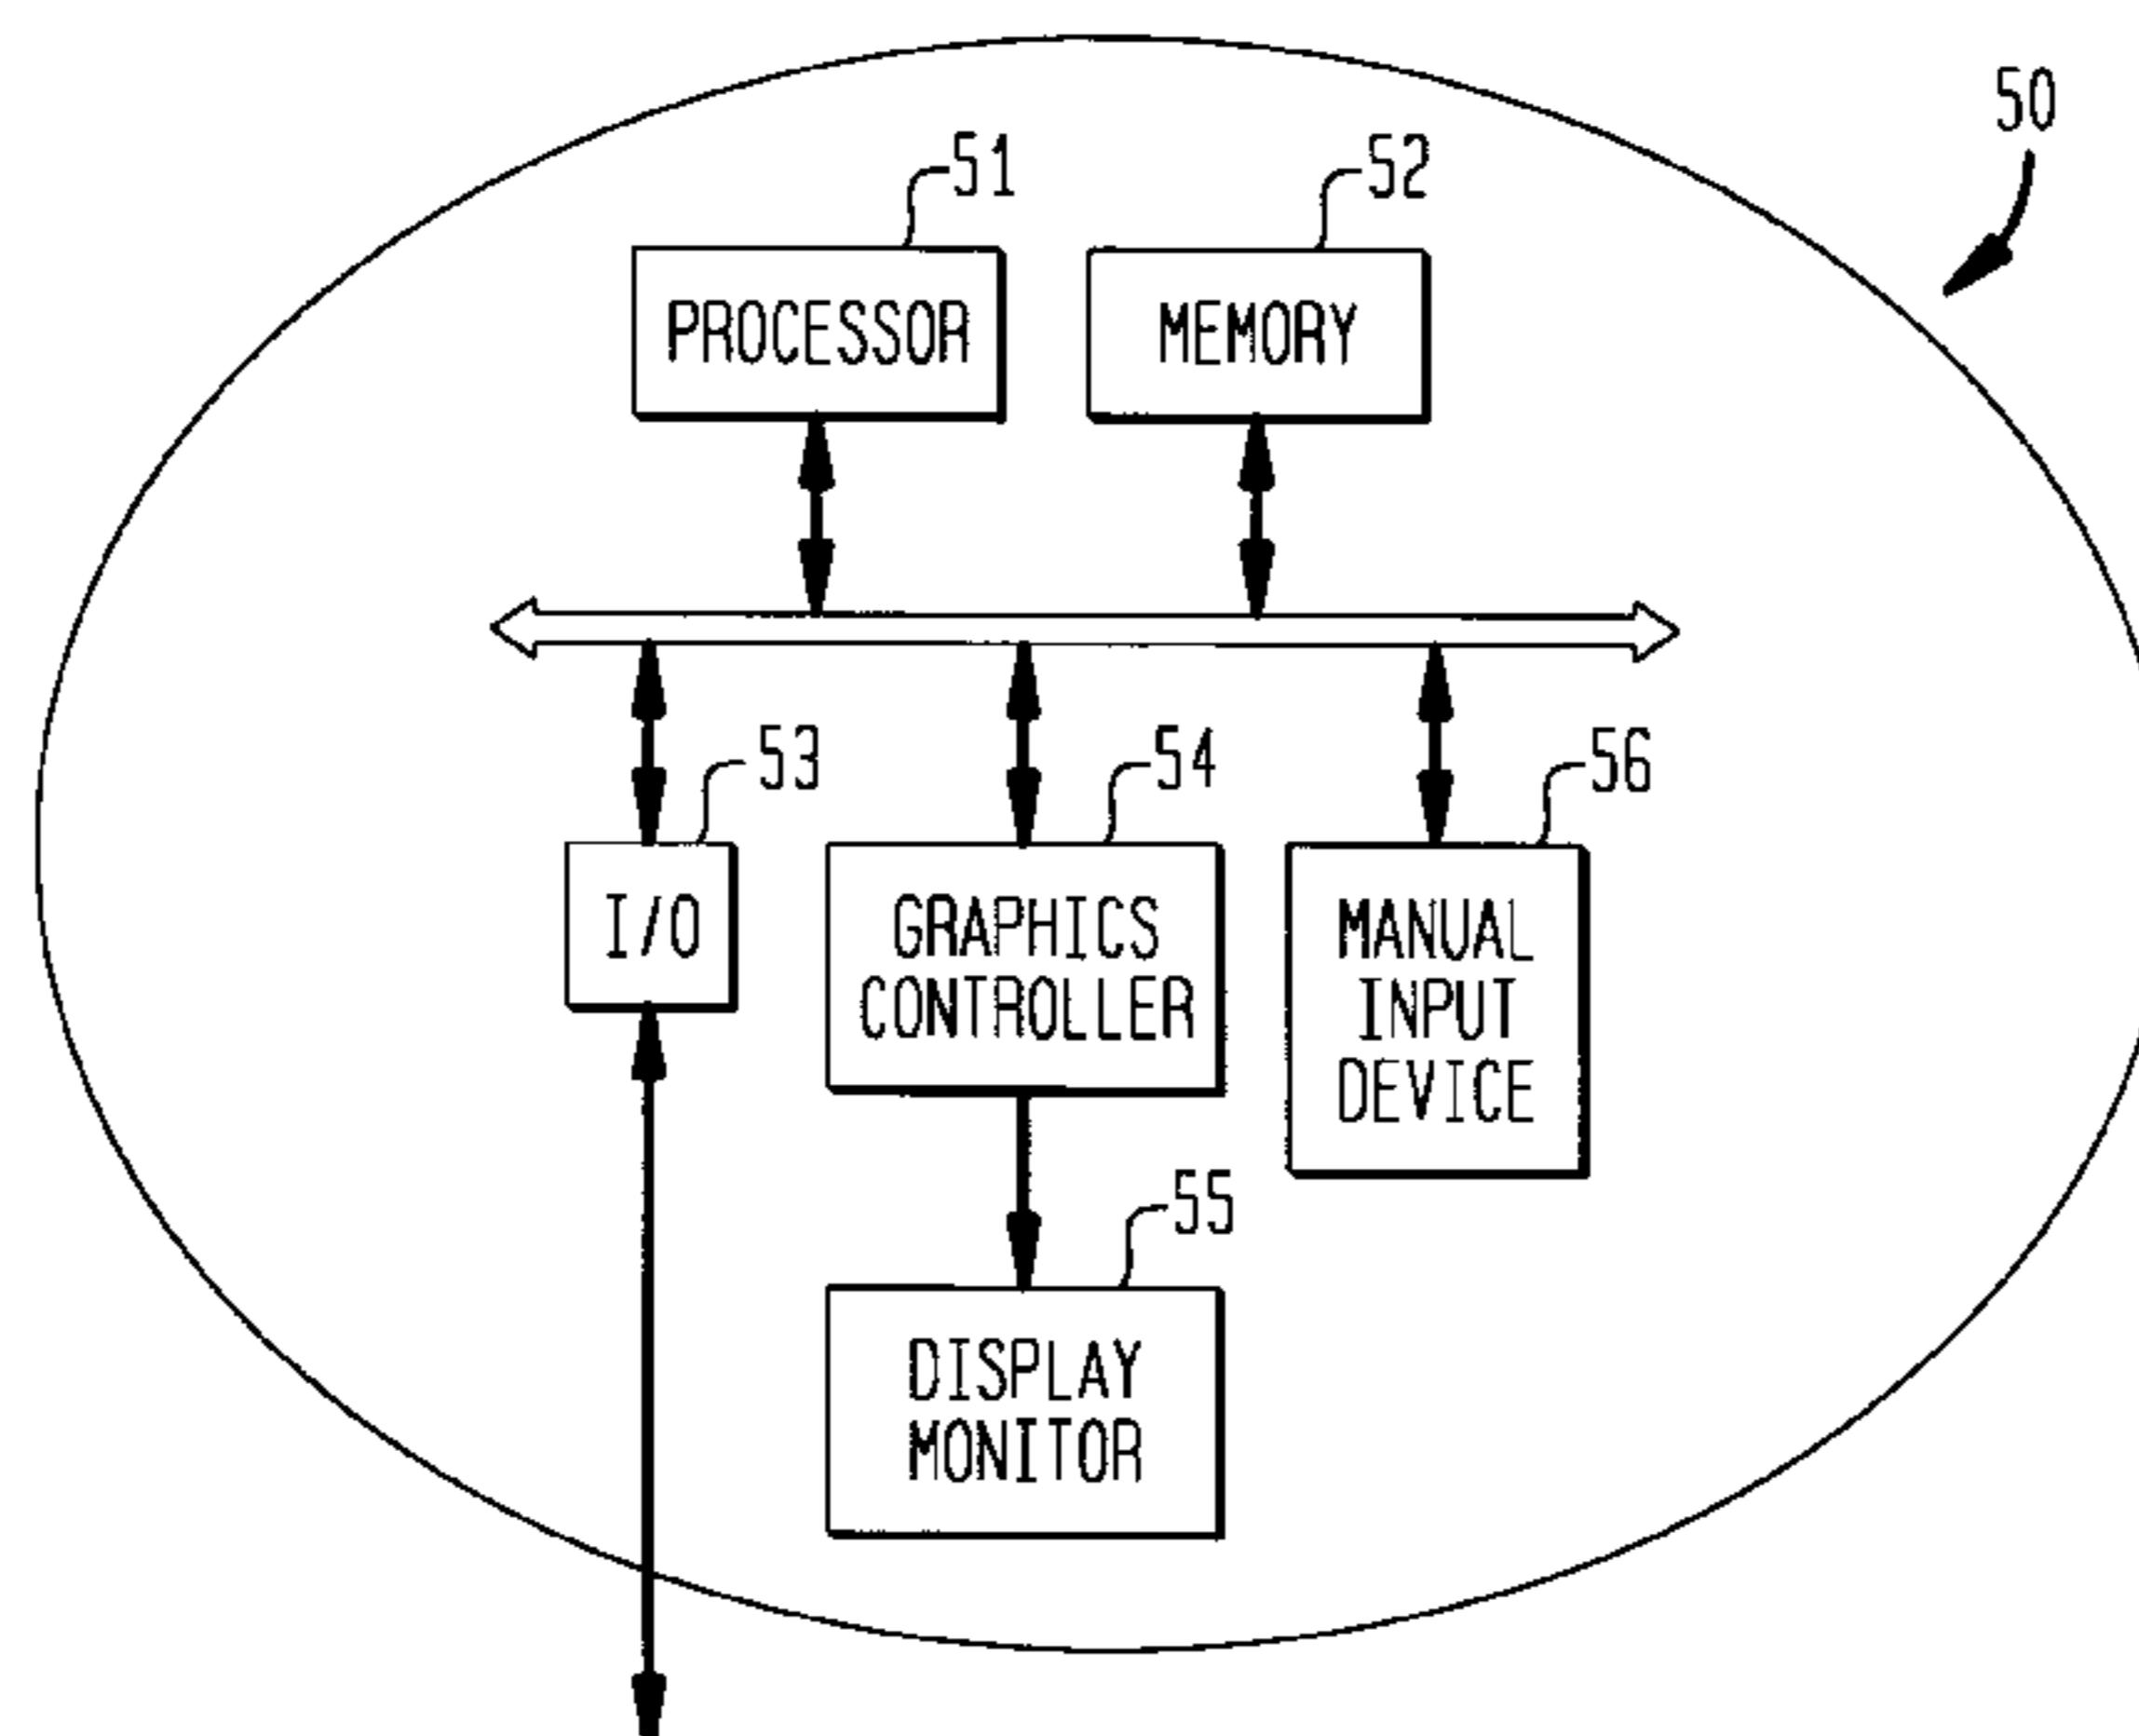 50
51
52
PROCESSOR
MEMORY
53
54
56
I/O
GRAPHICS
CONTROLLER
MANUAL
INPUT
DEVICE
55
DISPLAY
MONITOR